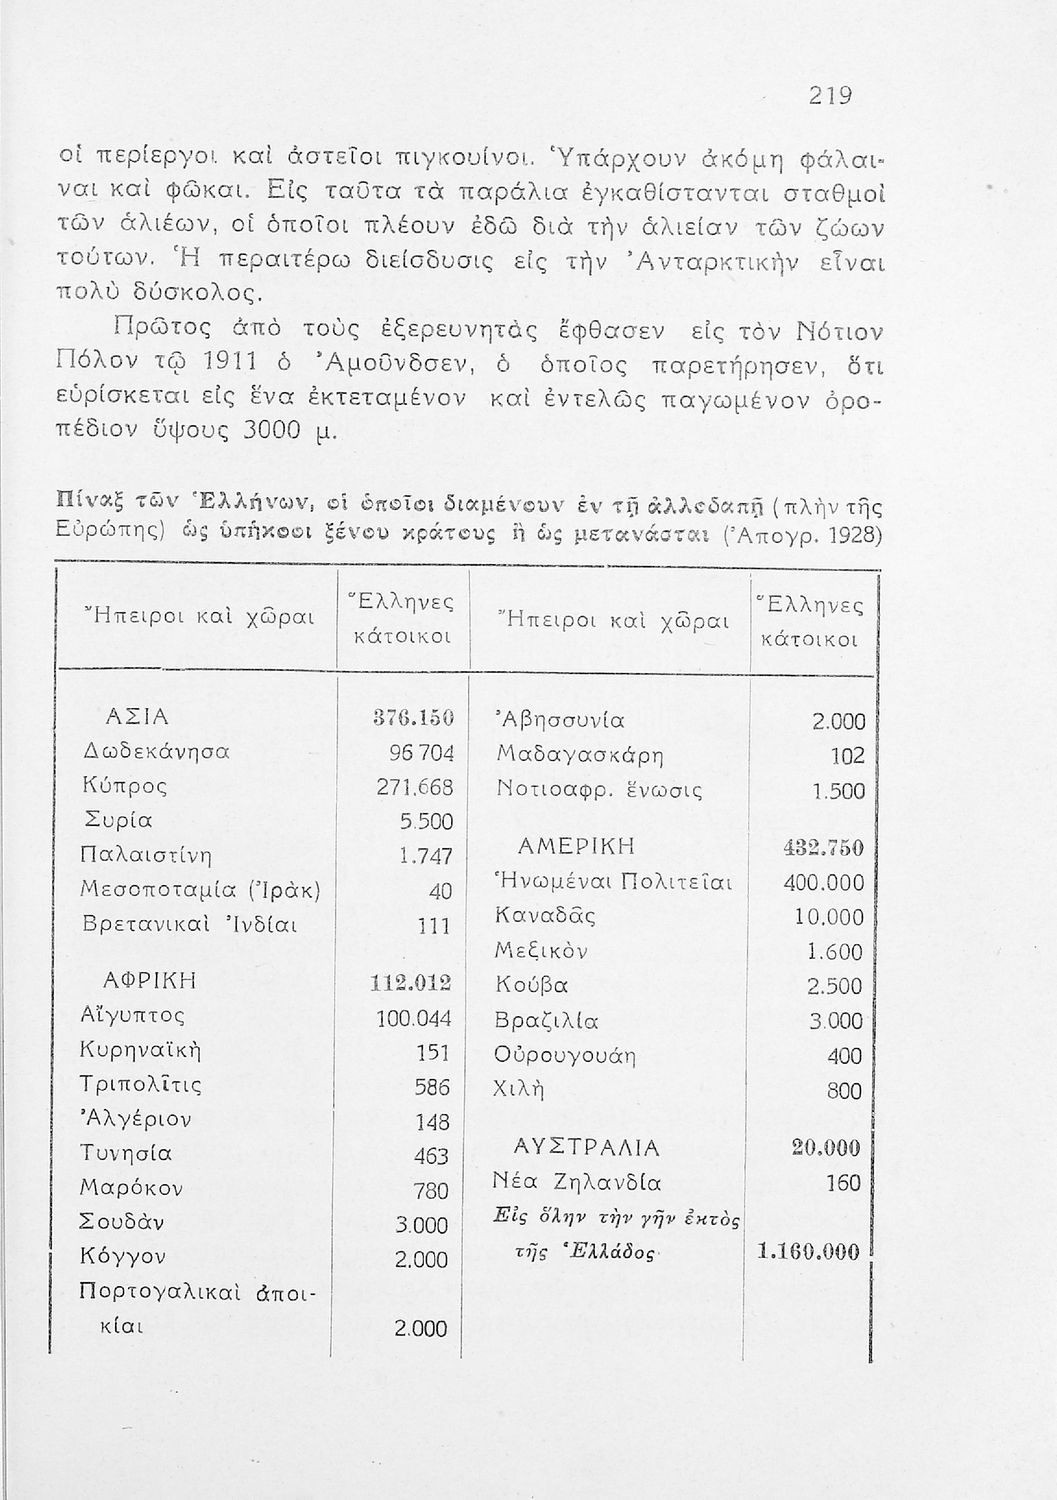 219
οἱ περίεργοι καὶ ἀστεῖοι πιγκουίνοι. Ὑπάρχουν ἀκόμη φάλαι-
ναι καὶ φῶκαι. Εἰς ταῦτα τὰ παράλια ἐγκαθίστανται σταθμοὶ
τῶν ἁλιέων, οἱ ὁποῖοι πλέουν ἐδῶ διὰ τὴν ἁλιείαν τῶν ζώων
τούτων. Ἡ περαιτέρω διείσδυσις εἰς τὴν Ἀνταρκτικὴν εἶναι
πολὺ δύσκολος.
Πρῶτος ἀπὸ τοὺς ἐξερευνητὰς ἔφθασεν εἰς τὸν Νότιον
Πόλον τῷ 1911 ὁ Ἀμοῦνδσεν, ὁ ὁποῖος παρετήρησεν, ὅτι
εὑρίσκεται εἰς ἕνα ἐκτεταμένον καὶ ἐντελῶς παγωμένον ὀρο-
πέδιον ὕψους 3000 μ.
Πίναξ τῶν Ἑλλήνων, οἱ ὁποῖοι διαμένουν ἐν τῇ ἀλλοδαπῇ (πλὴν τῆς
Εὐρώπης) ὡς ὑπήκοοι ξένου κράτους ἢ ὡς μετανάσται (Ἀπογρ. 1928)
Ἤπειροι καὶ χῶραι
Ἕλληνες
κάτοικοι
Ἤπειροι καὶ χῶραι
Ἕλληνες
κάτοικοι
ΑΣΙΑ 376.150
Δωδεκάνησα 96 704
Κύπρος 271.668
Συρία 5.500
Παλαιστίνη 1.747
Μεσοποταμία (Ἰρὰκ) 40
Βρετανικαὶ Ἰνδίαι 111
ΑΦΡΙΚΗ 112.012
Αἴγυπτος 100.044
Κυρηναϊκὴ 151
Τριπολῖτις 586
Ἀλγέριον 148
Τυνησία 463
Μαρόκον 780
Σουδὰν 3.000
Κόγγον 2.000
Πορτογαλικαὶ ἀποι-
κίαι 2.000
Ἀβησσυνία 2.000
Μαδαγασκάρη 102
Νοτιοαφρ. ἕνωσις 1.500
ΑΜΕΡΙΚΗ 432.750
Ἡνωμέναι Πολιτεῖαι 400.000
Καναδᾶς 10.000
Μεξικὸν 1.600
Κούβα 2.500
Βραζιλία 3.000
Οὐρουγουάη 400
Χιλὴ 800
ΑΥΣΤΡΑΛΙΑ 20.000
Νέα Ζηλανδία 160
Εἰς ὅλην τὴν γῆν ἐκτὸς
τῆς Ἑλλάδος 1.160.000